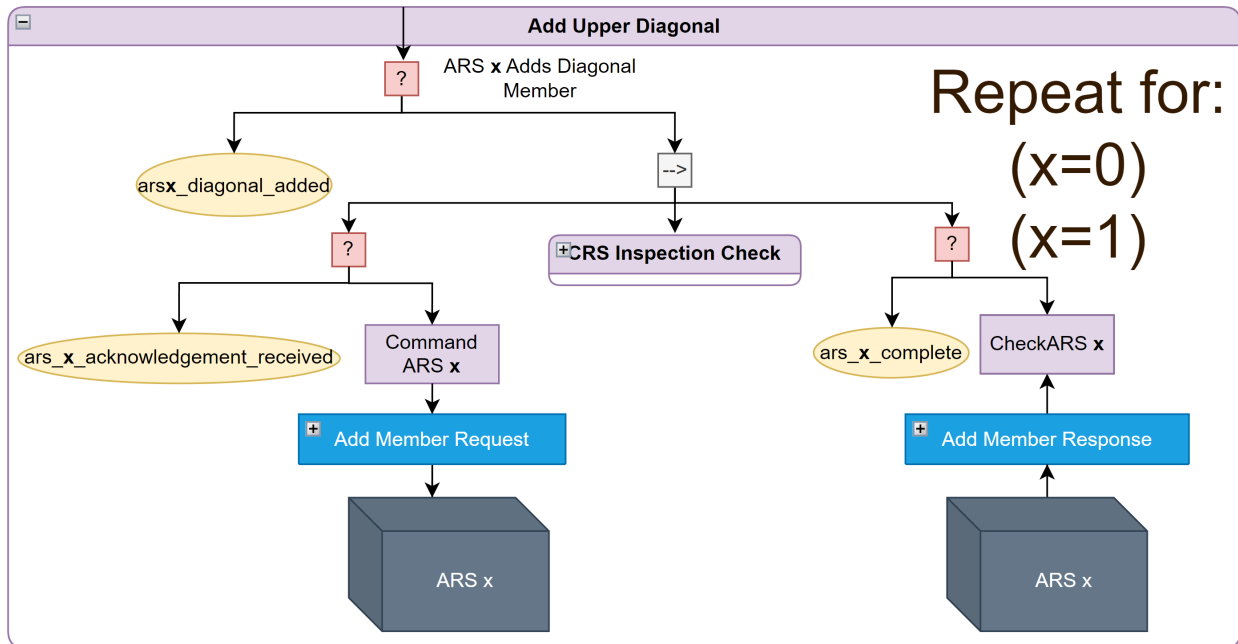 Add Upper Diagonal
?
ARS x Adds Diagonal
Member
Repeat for:
(x=0)
(x=1)
arsx_diagonal_added
-->
?
CRS Inspection Check
?
ars_x_acknowledgement_received
Command
ARS x
ars_x_complete
CheckARS x
Add Member Request
Add Member Response
ARS x
ARS x